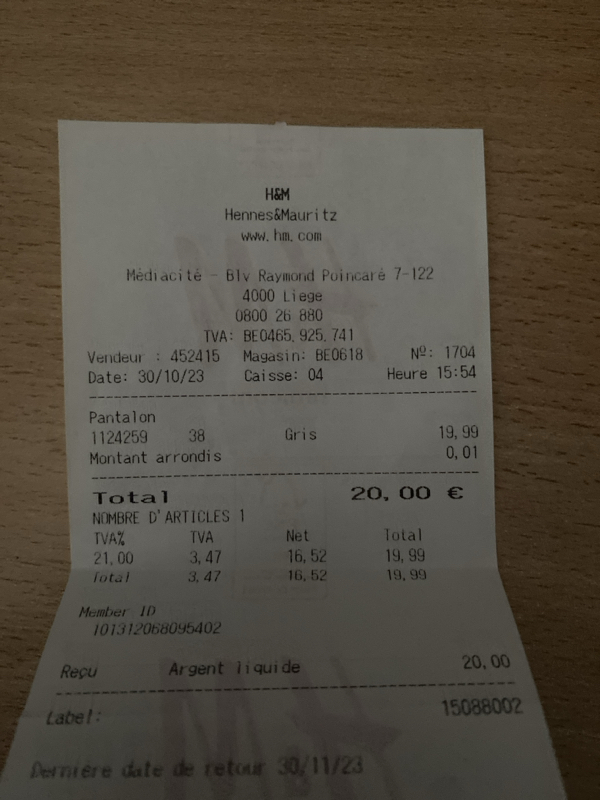 H&M
Hennes&Mauritz
www.hm.com
Médiacité - Blv Raymond Poincaré 7-122
4000 Liege
0800 26 880
TVA: BE0465.925.741
Vendeur : 452415 Magasin: BE0618 Nº: 1704
Date: 30/10/23 Caisse: 04 Heure 15:54
Pantalon
1124259 38 Gris 19,99
Montant arrondis 0,01
Total 20,00 €
NOMBRE D'ARTICLES 1
TVA% TVA Net Total
21,00 3,47 16,52 19,99
Total 3,47 16,52 19,99
Member ID
101312068095402
Reçu Argent liquide 20,00
Label: 15088002
Dernière date de retour 30/11/23